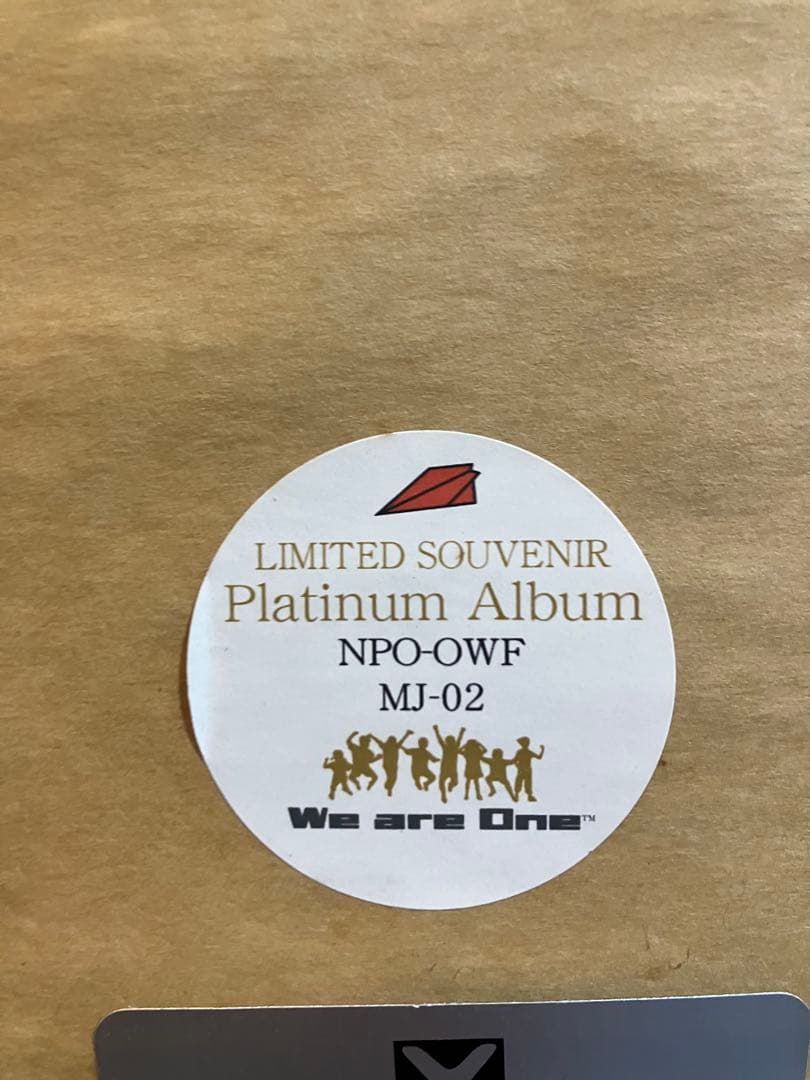 LIMITED SOUVENIR
Platinum Album
NPO-OWF
MJ-02
We are One™